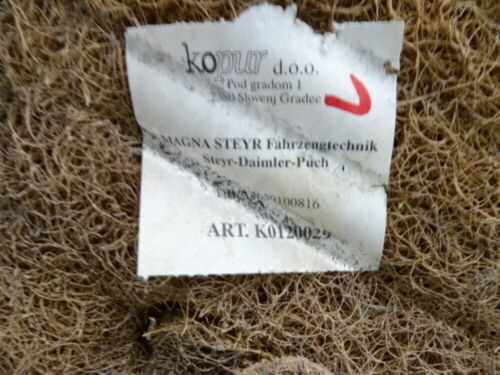 kopur d.o.o.
Pod gradom 1
2380 Slovenj Gradec
MAGNA STEYR Fahrzeugtechnik
Steyr-Daimler-Puch
ART. K0120029